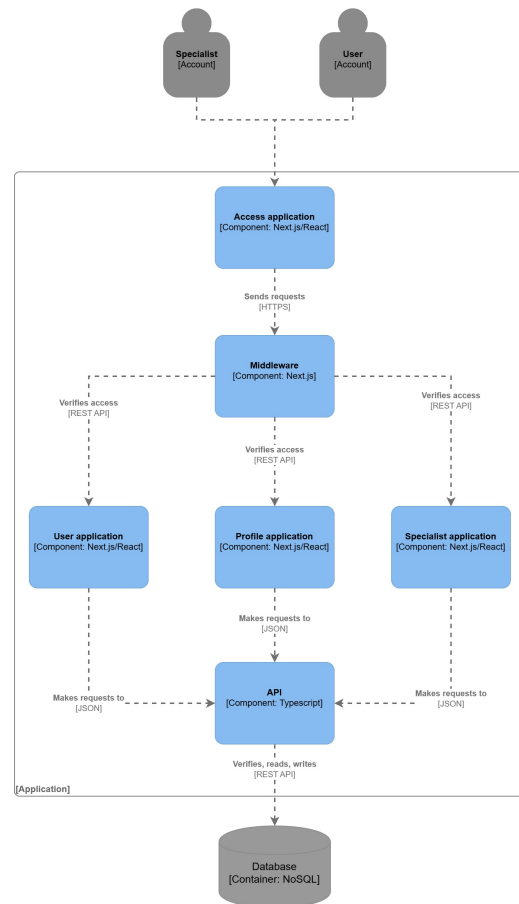 Specialist
[Account]
User
[Account]
Access application
[Component: Next.js/React]
Sends requests
[HTTPS]
Middleware
[Component: Next.js]
Verifies access
[REST API]
Verifies access
[REST API]
Verifies access
[REST API]
User application
[Component: Next.js/React]
Profile application
[Component: Next.js/React]
Specialist application
[Component: Next.js/React]
Makes requests to
[JSON]
Makes requests to
[JSON]
Makes requests to
[JSON]
API
[Component: Typescript]
Verifies, reads, writes
[REST API]
[Application]
Database
[Container: NoSQL]